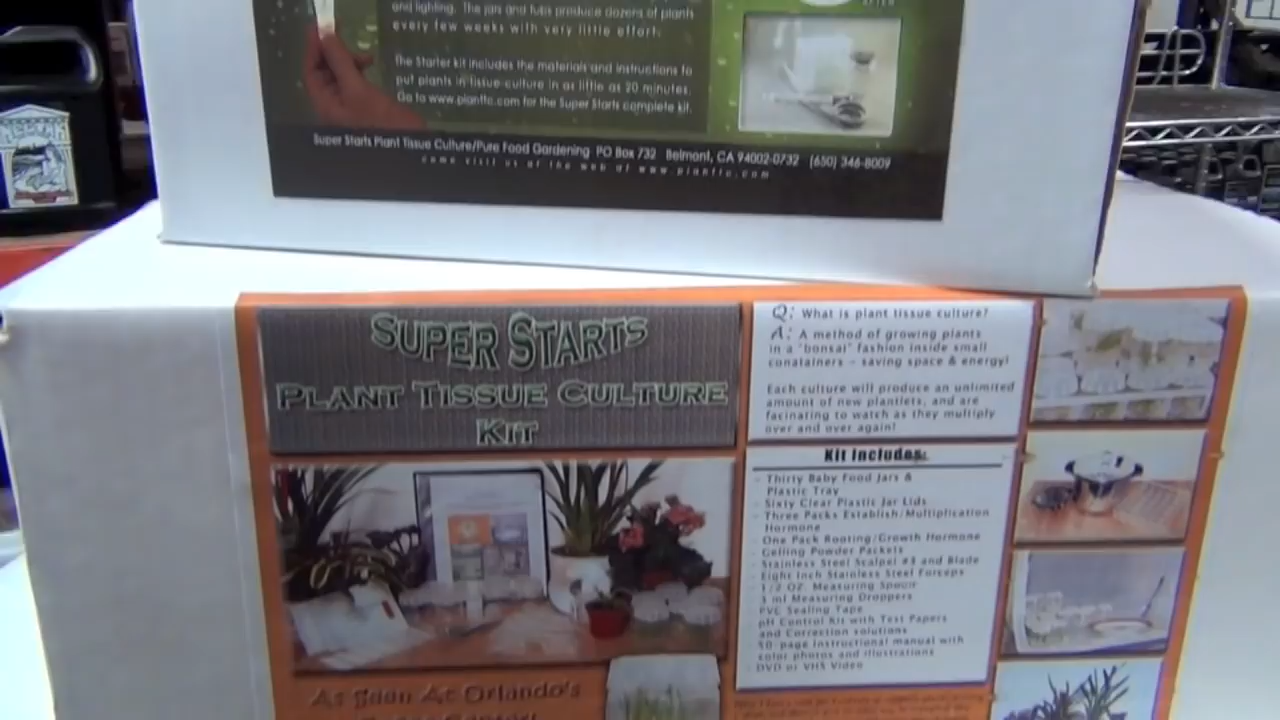 and lighting. The jars and tubs produce dozens of plants
every few weeks with very little effort.
The Starter kit includes the materials and instructions to
put plants in tissue culture in as little as 20 minutes.
Go to www.planttc.com for the Super Starts complete kit.
AFTER
Super Starts Plant Tissue Culture/Pure Food Gardening PO Box 732 Belmont, CA 94002-0732 (650) 346-8009
come visit us at the web at www.planttc.com
SUPER STARTS
PLANT TISSUE CULTURE
KIT
Q: What is plant tissue culture?
A: A method of growing plants
in a "bonsai" fashion inside small
conatainers - saving space & energy!
Each culture will produce an unlimited
amount of new plantlets, and are
facinating to watch as they multiply
over and over again!
Kit Includes:
- Thirty Baby Food Jars &
Plastic Tray
- Sixty Clear Plastic Jar Lids
- Three Packs Establish/Multiplication
Hormone
- One Pack Rooting/Growth Hormone
- Gelling Powder Packets
- Stainless Steel Scalpel #3 and Blade
- Eight Inch Stainless Steel Forceps
- 1/2 OZ. Measuring Spoon
- 3 ml Measuring Droppers
- PVC Sealing Tape
- pH Control Kit with Test Papers
and Correction solutions
- 50-page instructional manual with
color photos and illustrations
- DVD or VHS Video
As Seen At Orlando's